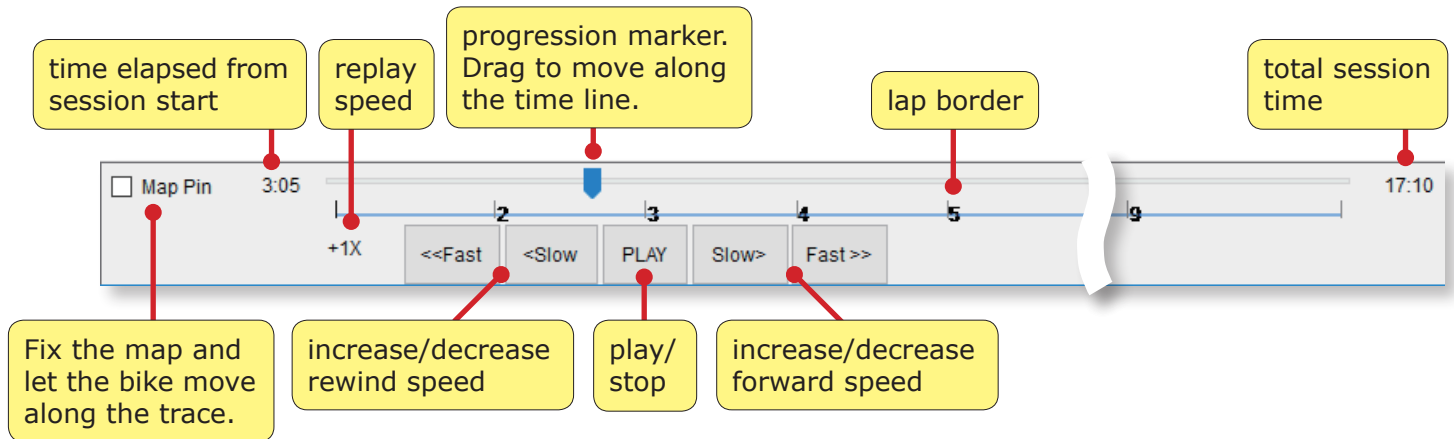 time elapsed from
session start
replay
speed
progression marker.
Drag to move along
the time line.
lap border
total session
time
Map Pin
3:05
17:10
2
3
4
5
9
+1X
<<Fast
<Slow
PLAY
Slow>
Fast >>
Fix the map and
let the bike move
along the trace.
increase/decrease
rewind speed
play/
stop
increase/decrease
forward speed